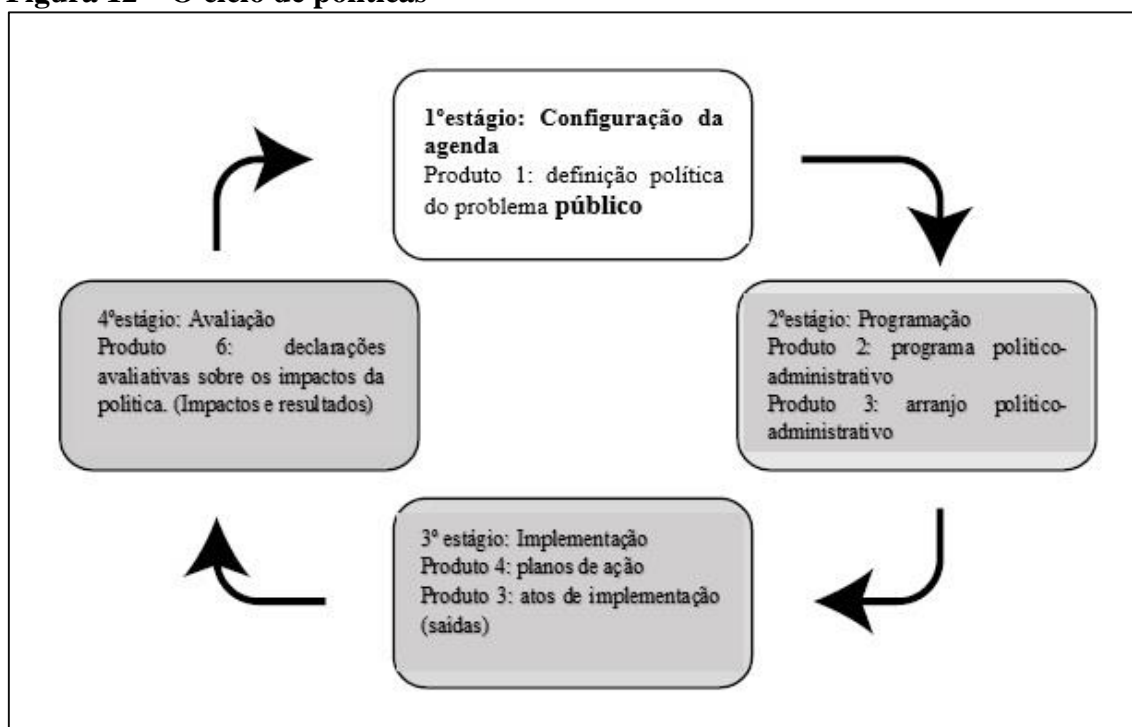 Figura 12 – O ciclo de políticas
1ºestágio: Configuração da
agenda
Produto 1: definição política
do problema público
4ºestágio: Avaliação
Produto 6: declarações
avaliativas sobre os impactos da
política. (Impactos e resultados)
2ºestágio: Programação
Produto 2: programa político-
administrativo
Produto 3: arranjo político-
administrativo
3º estágio: Implementação
Produto 4: planos de ação
Produto 3: atos de implementação
(saídas)